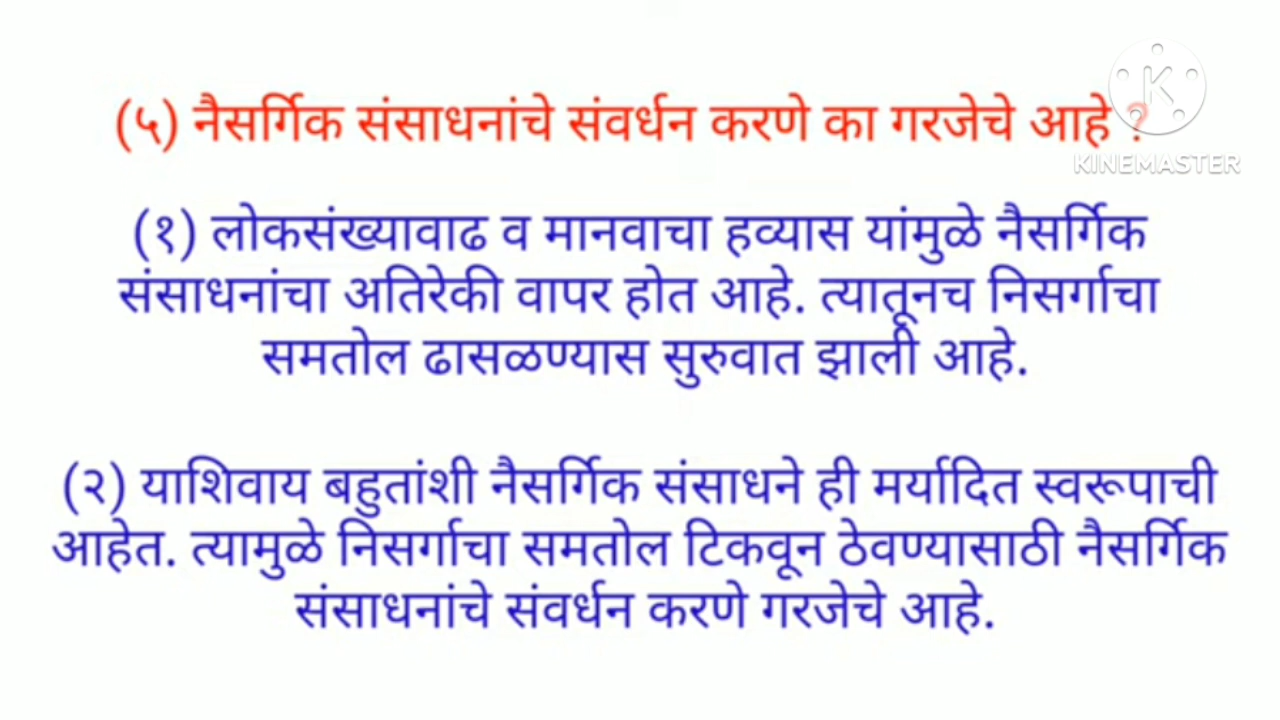 (५) नैसर्गिक संसाधनांचे संवर्धन करणे का गरजेचे आहे ?
KINEMASTER
(१) लोकसंख्यावाढ व मानवाचा हव्यास यांमुळे नैसर्गिक
संसाधनांचा अतिरेकी वापर होत आहे. त्यातूनच निसर्गाचा
समतोल ढासळण्यास सुरुवात झाली आहे.
(२) याशिवाय बहुतांशी नैसर्गिक संसाधने ही मर्यादित स्वरूपाची
आहेत. त्यामुळे निसर्गाचा समतोल टिकवून ठेवण्यासाठी नैसर्गिक
संसाधनांचे संवर्धन करणे गरजेचे आहे.